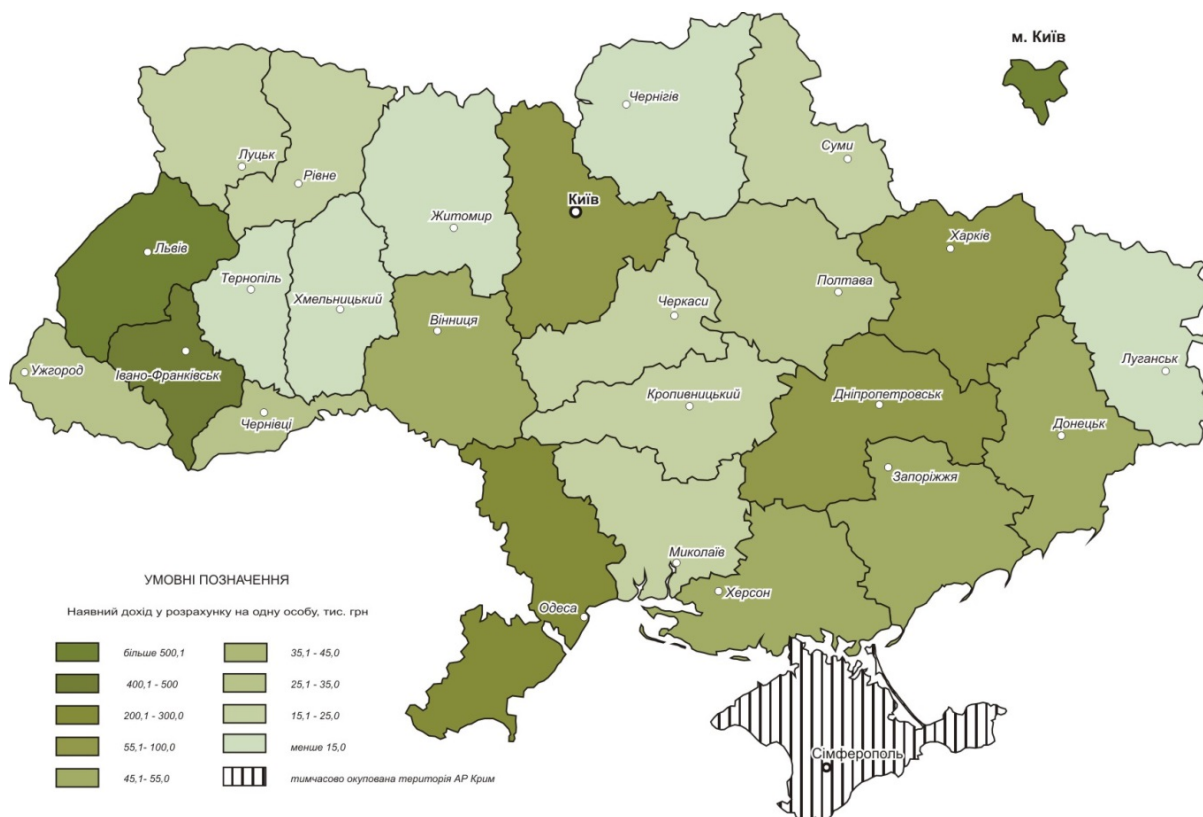 м. Київ
Чернігів
Суми
Луцьк
Рівне
Київ
Житомир
Харків
Львів
Тернопіль
Хмельницький
Полтава
Черкаси
Вінниця
Луганськ
Ужгород
Івано-Франківськ
Кропивницький
Дніпропетровськ
Чернівці
Донецьк
Запоріжжя
Миколаїв
Херсон
Одеса
Сімферополь
УМОВНІ ПОЗНАЧЕННЯ
Наявний дохід у розрахунку на одну особу, тис. грн
більше 500,1
400,1 - 500
200,1 - 300,0
55,1- 100,0
45,1- 55,0
35,1 - 45,0
25,1 - 35,0
15,1 - 25,0
менше 15,0
тимчасово окупована територія АР Крим